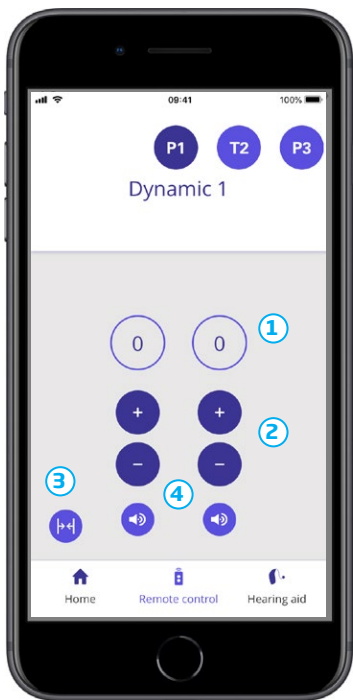 09:41
100%
P1 T2 P3
Dynamic 1
0 0 1
+ +
2
− −
3
4
Home Remote control Hearing aid